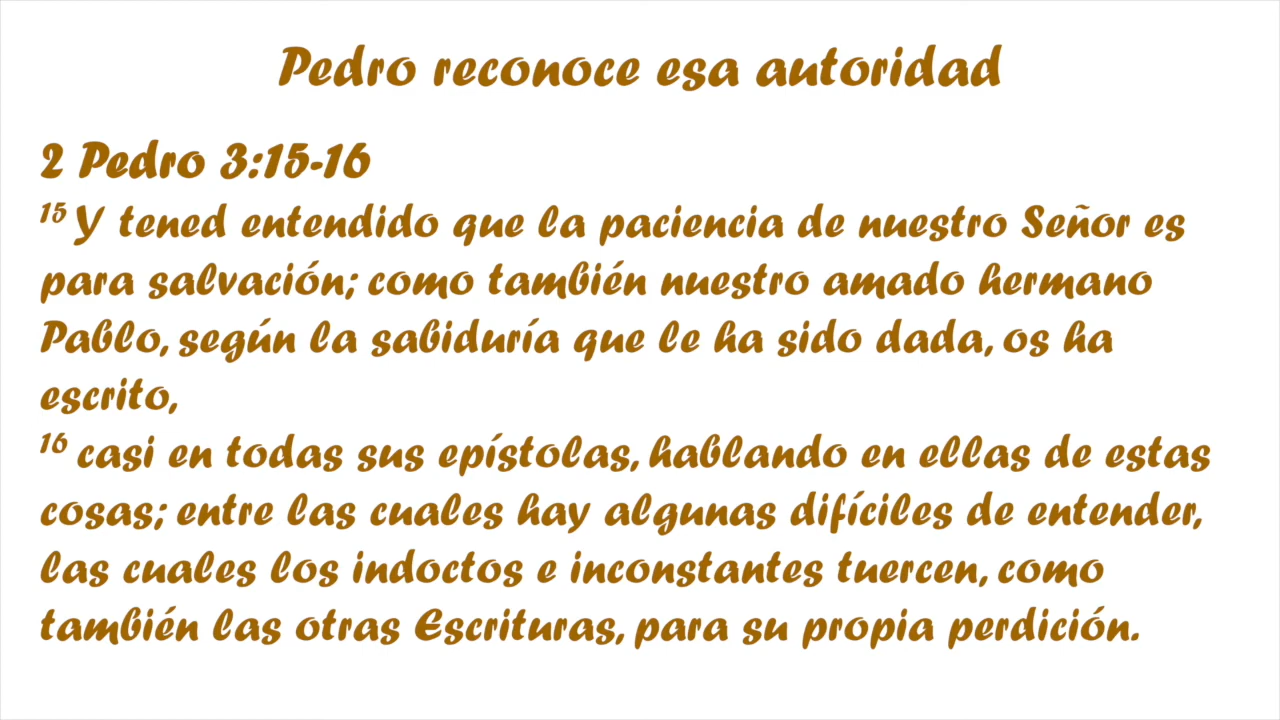 Pedro reconoce esa autoridad
2 Pedro 3:15-16
15 Y tened entendido que la paciencia de nuestro Señor es
para salvación; como también nuestro amado hermano
Pablo, según la sabiduría que le ha sido dada, os ha
escrito,
16 casi en todas sus epístolas, hablando en ellas de estas
cosas; entre las cuales hay algunas difíciles de entender,
las cuales los indoctos e inconstantes tuercen, como
también las otras Escrituras, para su propia perdición.